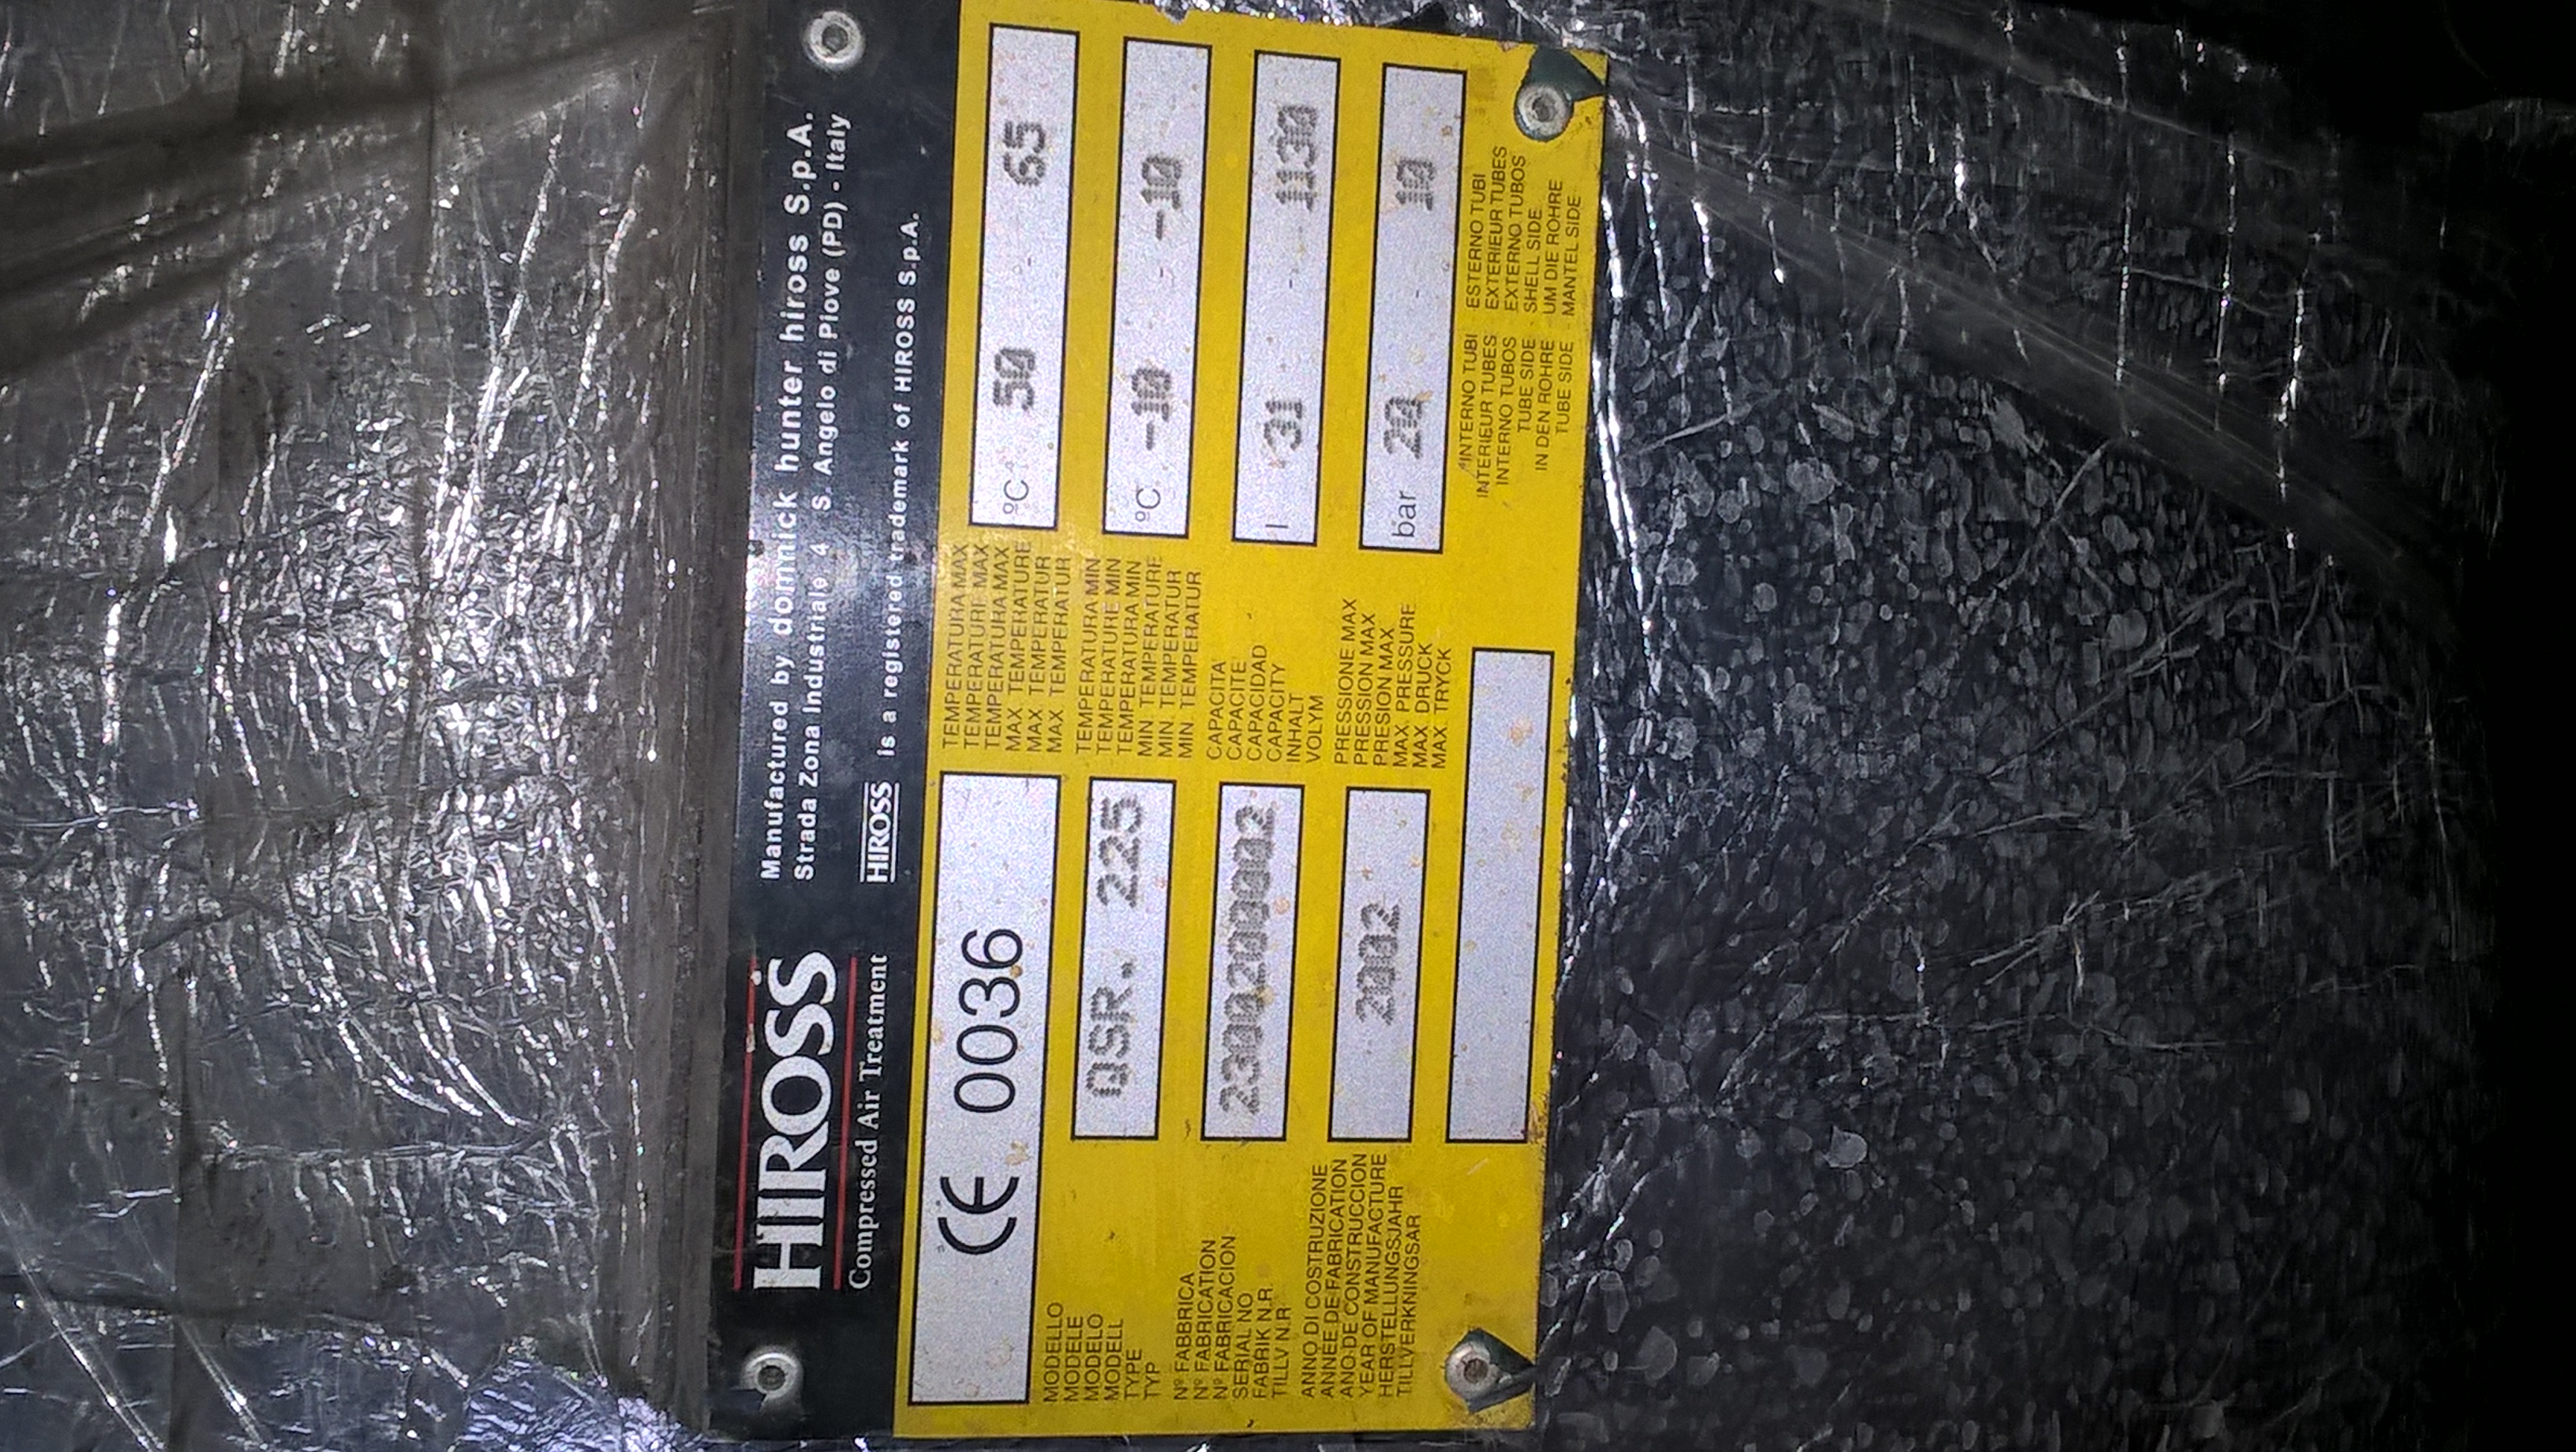 HIROSS
Compressed Air Treatment
Manufactured by domnick hunter hiross S.p.A.
Strada Zona Industriale 4 S. Angelo di Piove (PD) - Italy
HIROSS is a registered trademark of HIROSS S.p.A.
CE 0036
MODELLO
MODELE
MODELO
MODELL
TYPE
TYP
QSR. 225
Nº FABBRICA
Nº FABRICATION
Nº FABRICACION
SERIAL NO
FABRIK N.R.
TILLV N.R
2300200002
ANNO DI COSTRUZIONE
ANNÉE DE FABRICATION
ANO DE CONSTRUCCION
YEAR OF MANUFACTURE
HERSTELLUNGSJAHR
TILLVERKNINGSAR
2002
TEMPERATURA MAX
TEMPERATURE MAX
TEMPERATURA MAX
MAX TEMPERATURE
MAX TEMPERATUR
MAX TEMPERATUR
ºC 50 - 65
TEMPERATURA MIN
TEMPERATURE MIN
TEMPERATURA MIN
MIN. TEMPERATURE
MIN. TEMPERATUR
MIN. TEMPERATUR
ºC -10 - -10
CAPACITA
CAPACITE
CAPACIDAD
CAPACITY
INHALT
VOLYM
l 31 - 1130
PRESSIONE MAX
PRESSION MAX
PRESION MAX
MAX. PRESSURE
MAX. DRUCK
MAX. TRYCK
bar 20 - 10
INTERNO TUBI - ESTERNO TUBI
INTERIEUR TUBES - EXTERIEUR TUBES
INTERNO TUBOS - EXTERNO TUBOS
TUBE SIDE - SHELL SIDE
IN DEN ROHRE - UM DIE ROHRE
TUBE SIDE - MANTEL SIDE